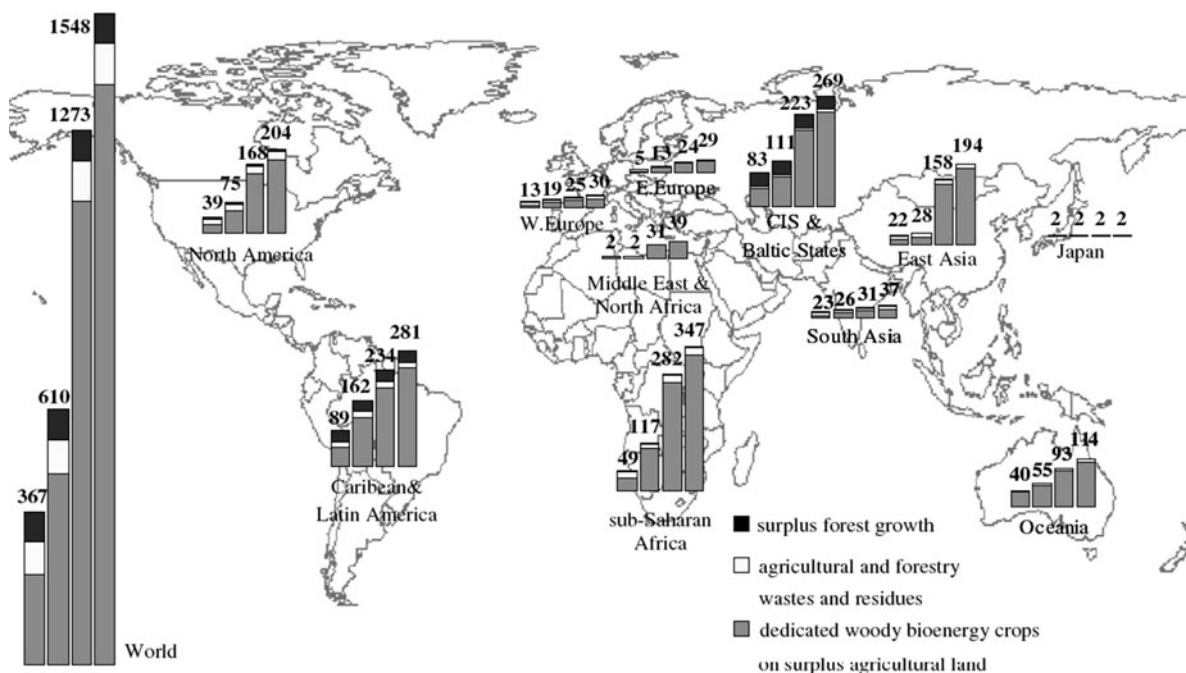 1548
1273
610
367
World
39 75 168 204
North America
89 162 234 281
Caribean&
Latin America
13 19 25 30
W.Europe
5 13 24 29
E.Europe
2 2 31 39
Middle East &
North Africa
49 117 282 347
sub-Saharan
Africa
83 111 223 269
CIS &
Baltic States
22 28 158 194
East Asia
2 2 2 2
Japan
23 26 31 37
South Asia
40 55 93 114
Oceania
surplus forest growth
agricultural and forestry
wastes and residues
dedicated woody bioenergy crops
on surplus agricultural land